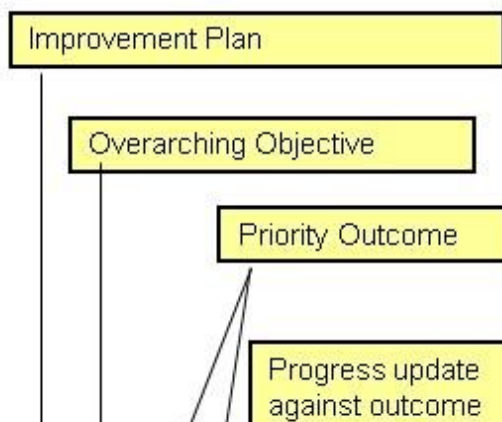 Improvement Plan
Overarching Objective
Priority Outcome
Progress update
against outcome